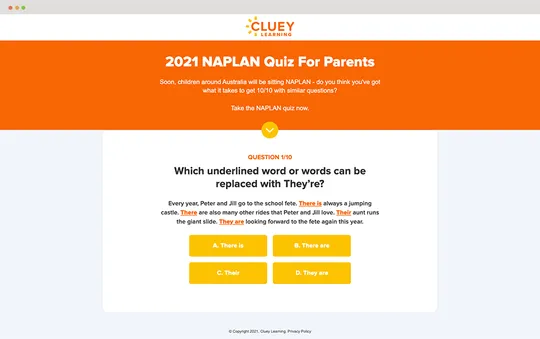 CLUEY
LEARNING
2021 NAPLAN Quiz For Parents
Soon, children around Australia will be sitting NAPLAN - do you think you've got
what it takes to get 10/10 with similar questions?
Take the NAPLAN quiz now.
QUESTION 1/10
Which underlined word or words can be
replaced with They're?
Every year, Peter and Jill go to the school fete. There is always a jumping
castle. There are also many other rides that Peter and Jill love. Their aunt runs
the giant slide. They are looking forward to the fete again this year.
A. There is
B. There are
C. Their
D. They are
© Copyright 2021, Cluey Learning. Privacy Policy